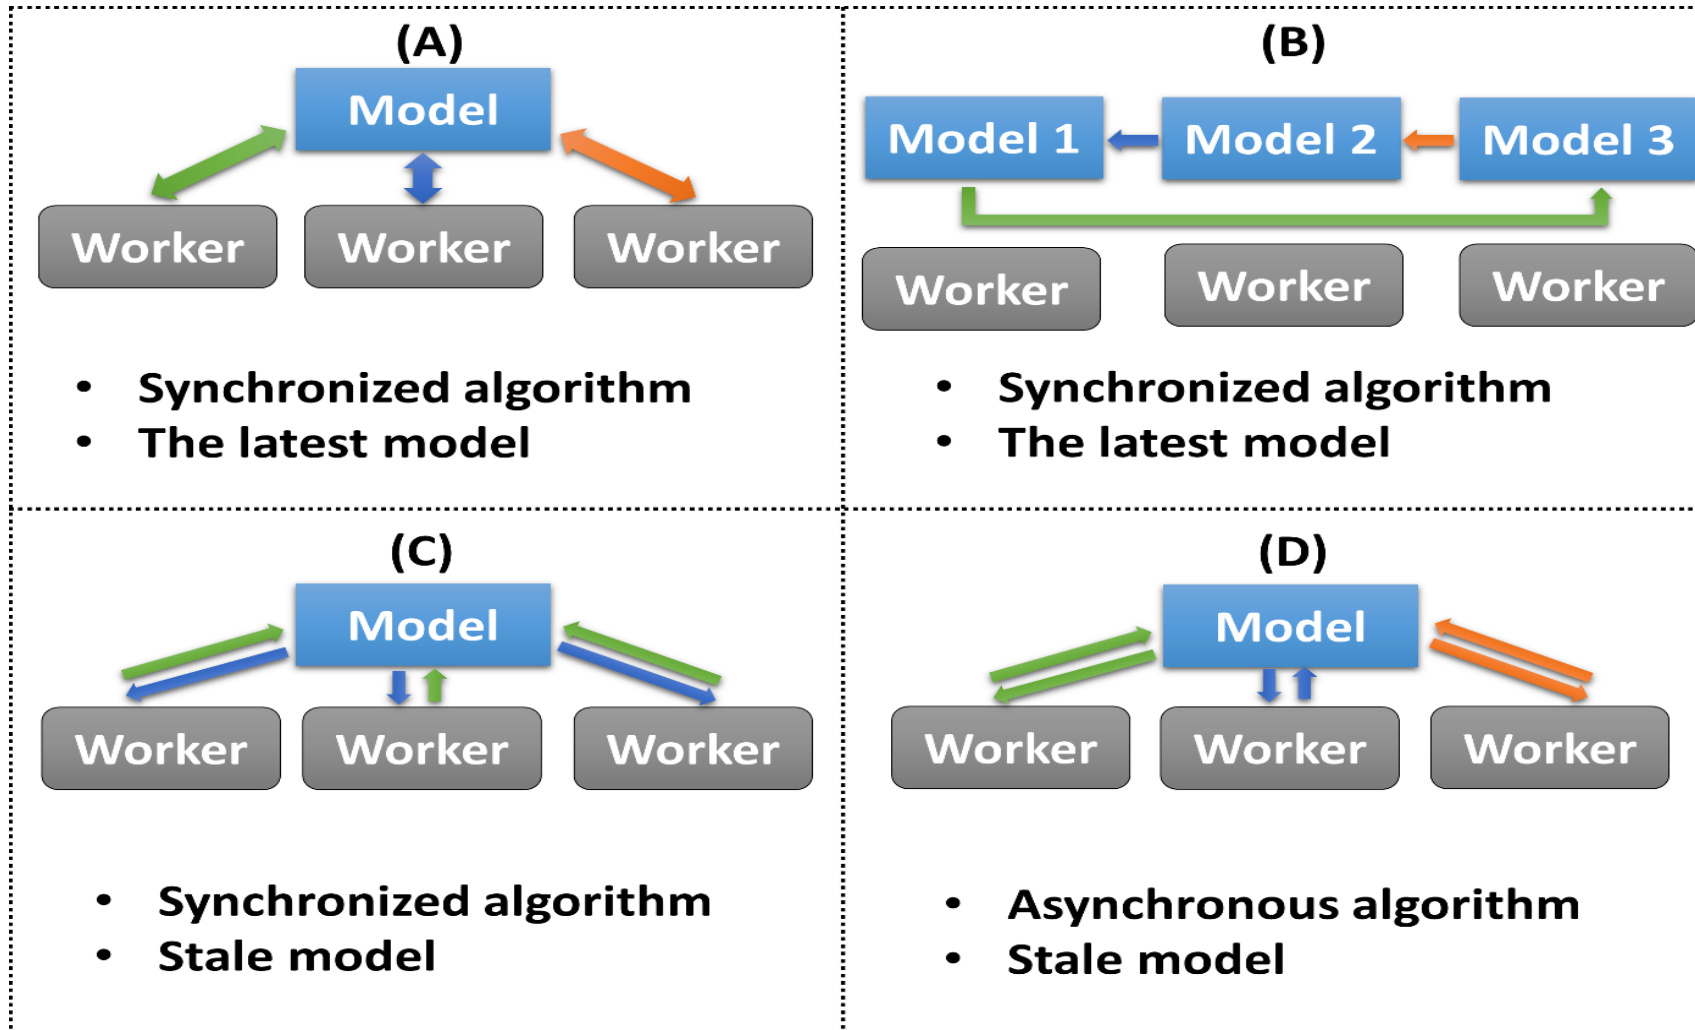 (A)
Model
Worker Worker Worker
• Synchronized algorithm
• The latest model
(B)
Model 1 Model 2 Model 3
Worker Worker Worker
• Synchronized algorithm
• The latest model
(C)
Model
Worker Worker Worker
• Synchronized algorithm
• Stale model
(D)
Model
Worker Worker Worker
• Asynchronous algorithm
• Stale model